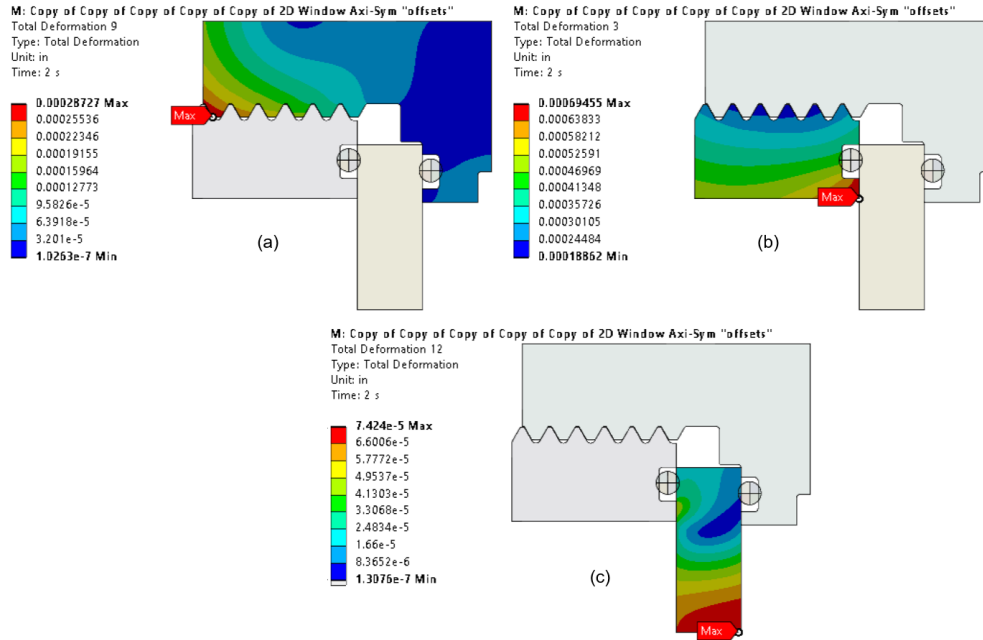 M: Copy of Copy of Copy of Copy of Copy of 2D Window Axi-Sym "offsets"
Total Deformation 9
Type: Total Deformation
Unit: in
Time: 2 s
0.00028727 Max
0.00025536
0.00022346
0.00019155
0.00015964
0.00012773
9.5826e-5
6.3918e-5
3.201e-5
1.0263e-7 Min
Max
(a)
M: Copy of Copy of Copy of Copy of Copy of 2D Window Axi-Sym "offsets"
Total Deformation 3
Type: Total Deformation
Unit: in
Time: 2 s
0.00069455 Max
0.00063833
0.00058212
0.00052591
0.00046969
0.00041348
0.00035726
0.00030105
0.00024484
0.00018862 Min
Max
(b)
M: Copy of Copy of Copy of Copy of Copy of 2D Window Axi-Sym "offsets"
Total Deformation 12
Type: Total Deformation
Unit: in
Time: 2 s
7.424e-5 Max
6.6006e-5
5.7772e-5
4.9537e-5
4.1303e-5
3.3068e-5
2.4834e-5
1.66e-5
8.3652e-6
1.3076e-7 Min
Max
(c)